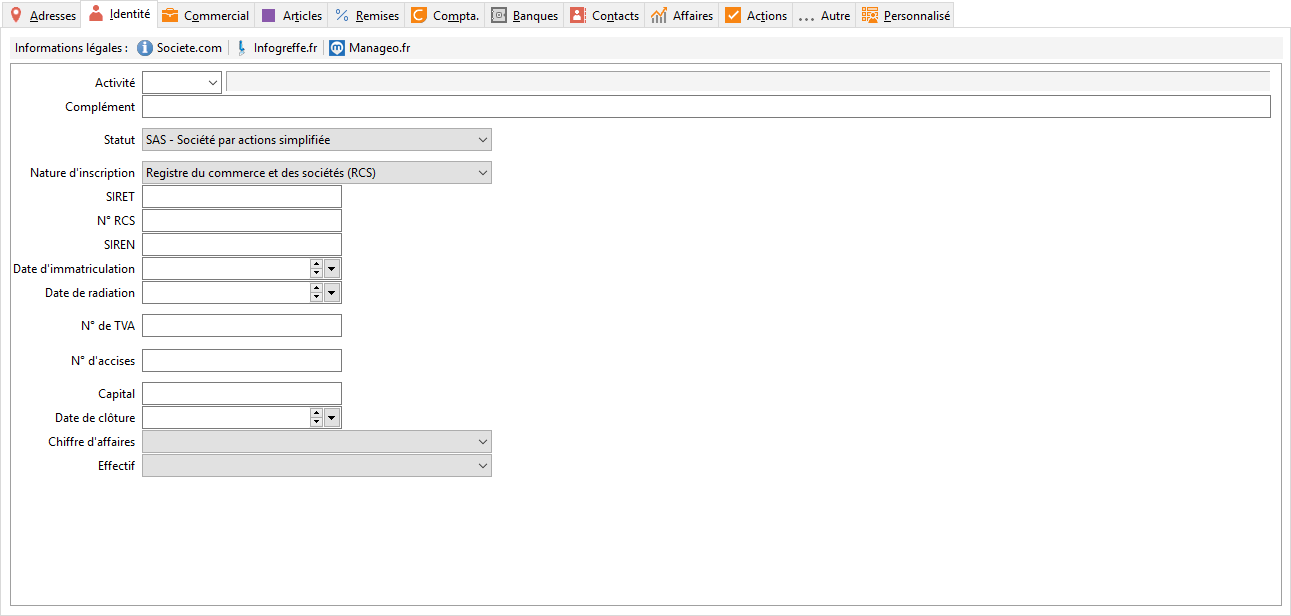 Adresses Identité Commercial Articles Remises Compta. Banques Contacts Affaires Actions ... Autre Personnalisé
Informations légales : Societe.com Infogreffe.fr Manageo.fr
Activité
Complément
Statut SAS - Société par actions simplifiée
Nature d'inscription Registre du commerce et des sociétés (RCS)
SIRET
N° RCS
SIREN
Date d'immatriculation
Date de radiation
N° de TVA
N° d'accises
Capital
Date de clôture
Chiffre d'affaires
Effectif